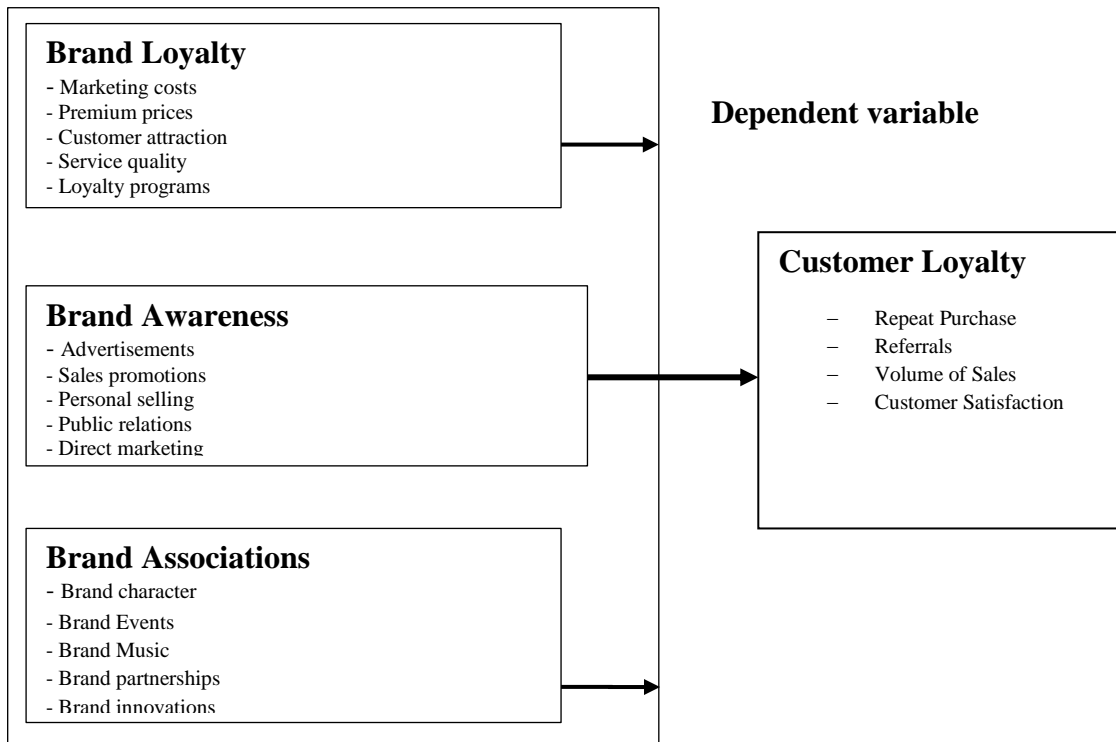 Brand Loyalty
- Marketing costs
- Premium prices
- Customer attraction
- Service quality
- Loyalty programs
Dependent variable
Brand Awareness
- Advertisements
- Sales promotions
- Personal selling
- Public relations
- Direct marketing
Customer Loyalty
– Repeat Purchase
– Referrals
– Volume of Sales
– Customer Satisfaction
Brand Associations
- Brand character
- Brand Events
- Brand Music
- Brand partnerships
- Brand innovations